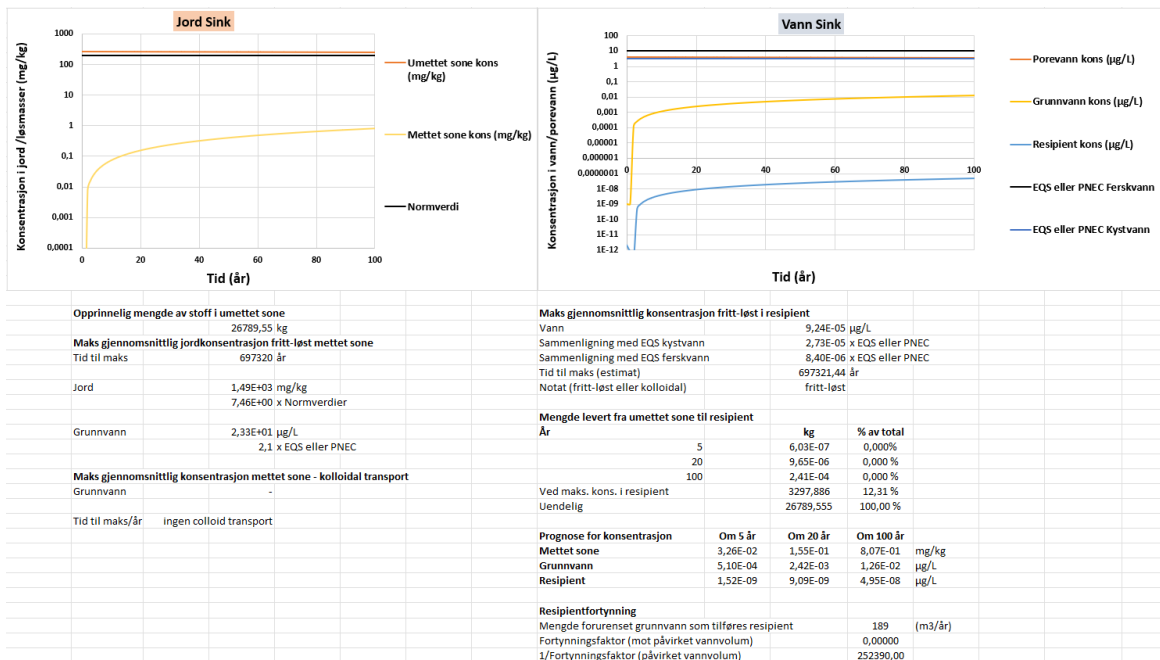 Jord Sink
Konsentrasjon i jord /løsmasser (mg/kg)
1000
100
10
1
0,1
0,01
0,001
0,0001
0
20
40
60
80
100
Tid (år)
Umettet sone kons (mg/kg)
Mettet sone kons (mg/kg)
Normverdi
Vann Sink
Konsentrasjon i vann/porevann (µg/L)
100
10
1
0,1
0,01
0,001
0,0001
0,00001
0,000001
0,0000001
1E-08
1E-09
1E-10
1E-11
1E-12
0
20
40
60
80
100
Tid (år)
Porevann kons (µg/L)
Grunnvann kons (µg/L)
Resipient kons (µg/L)
EQS eller PNEC Ferskvann
EQS eller PNEC Kystvann
Opprinnelig mengde av stoff i umettet sone
26789,55 kg
Maks gjennomsnittlig jordkonsentrasjon fritt-løst mettet sone
Tid til maks 697320 år
Jord 1,49E+03 mg/kg
7,46E+00 x Normverdier
Grunnvann 2,33E+01 µg/L
2,1 x EQS eller PNEC
Maks gjennomsnittlig konsentrasjon mettet sone - kolloidal transport
Grunnvann -
Tid til maks/år ingen colloid transport
Maks gjennomsnittlig konsentrasjon fritt-løst i resipient
Vann 9,24E-05 µg/L
Sammenligning med EQS kystvann 2,73E-05 x EQS eller PNEC
Sammenligning med EQS ferskvann 8,40E-06 x EQS eller PNEC
Tid til maks (estimat) 697321,44 år
Notat (fritt-løst eller kolloidal) fritt-løst
Mengde levert fra umettet sone til resipient
År kg % av total
5 6,03E-07 0,000%
20 9,65E-06 0,000 %
100 2,41E-04 0,000 %
Ved maks. kons. i resipient 3297,886 12,31 %
Uendelig 26789,555 100,00 %
Prognose for konsentrasjon Om 5 år Om 20 år Om 100 år
Mettet sone 3,26E-02 1,55E-01 8,07E-01 mg/kg
Grunnvann 5,10E-04 2,42E-03 1,26E-02 µg/L
Resipient 1,52E-09 9,09E-09 4,95E-08 µg/L
Resipientfortynning
Mengde forurenset grunnvann som tilføres resipient 189 (m3/år)
Fortynningsfaktor (mot påvirket vannvolum) 0,00000
1/Fortynningsfaktor (påvirket vannvolum) 252390,00